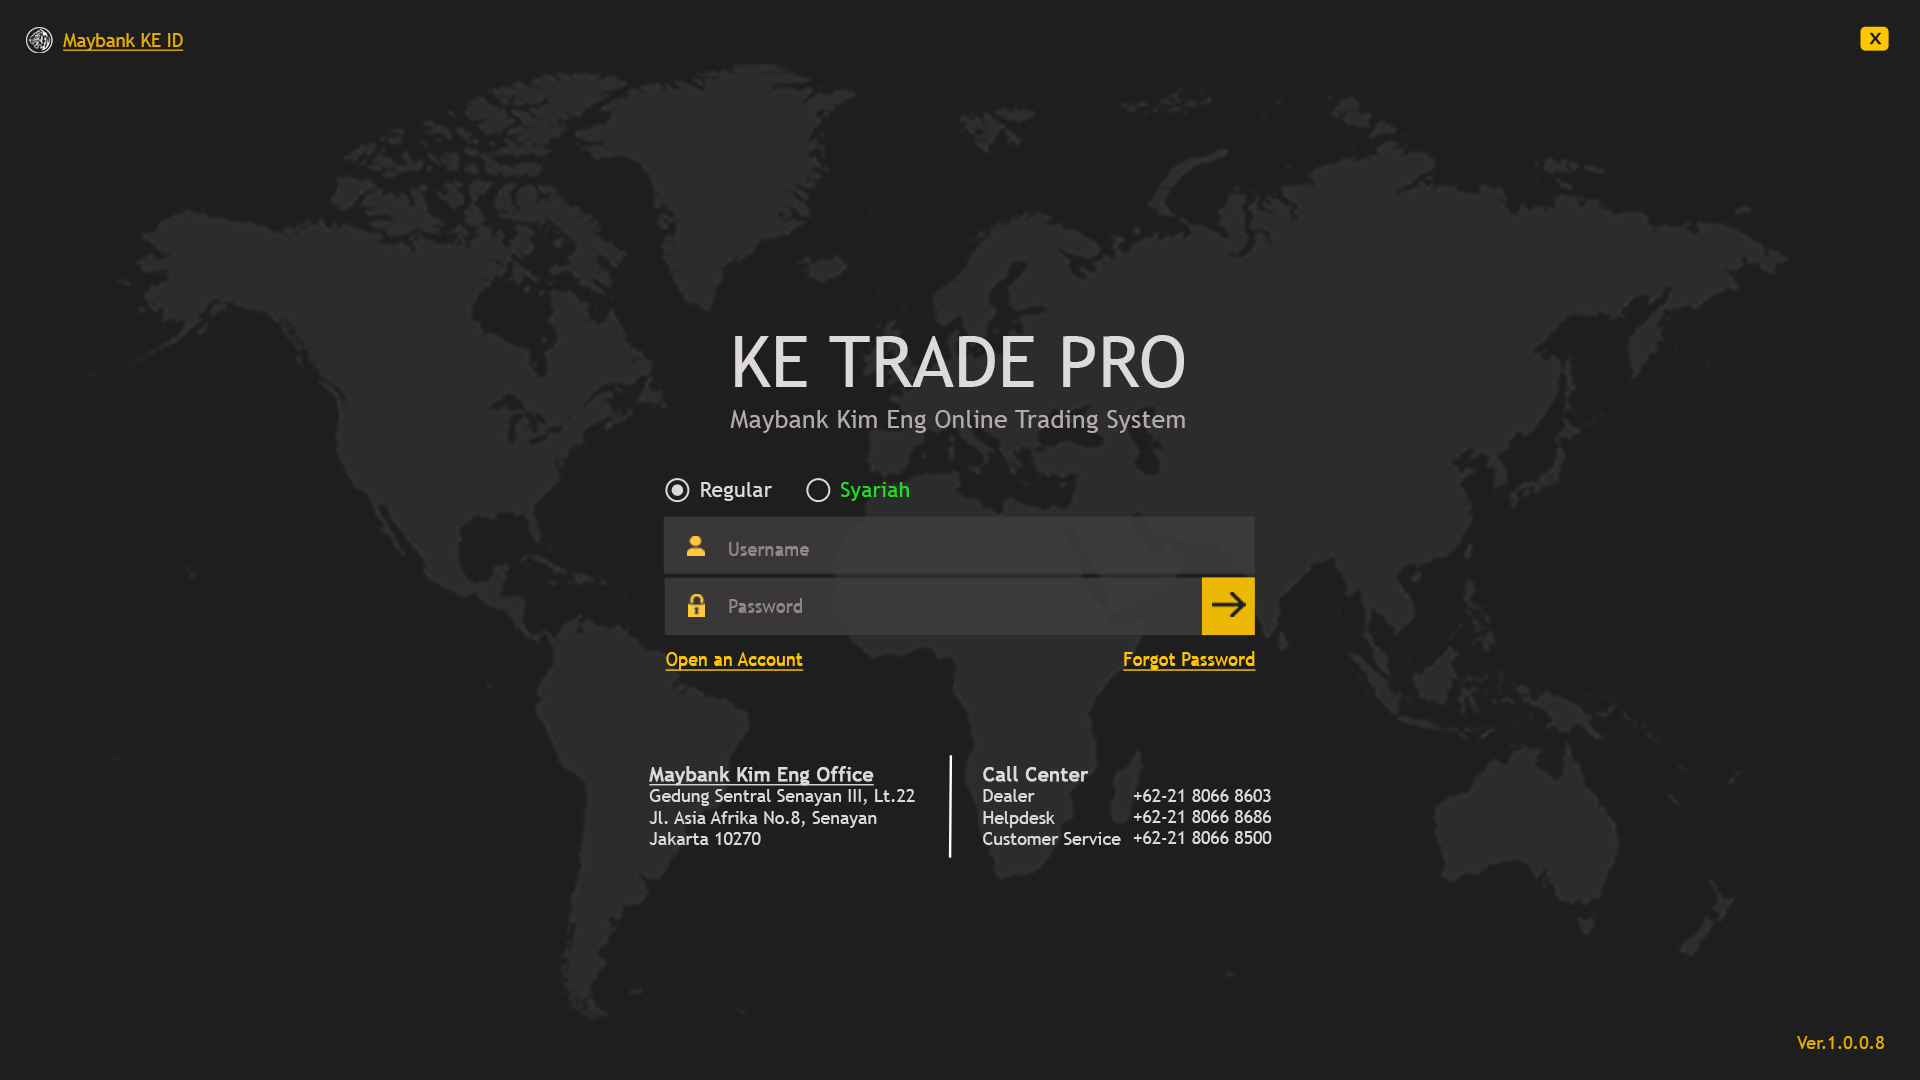 Maybank KE ID
X
KE TRADE PRO
Maybank Kim Eng Online Trading System
Regular
Syariah
Username
Password
Open an Account
Forgot Password
Maybank Kim Eng Office
Gedung Sentral Senayan III, Lt.22
Jl. Asia Afrika No.8, Senayan
Jakarta 10270
Call Center
Dealer +62-21 8066 8603
Helpdesk +62-21 8066 8686
Customer Service +62-21 8066 8500
Ver.1.0.0.8